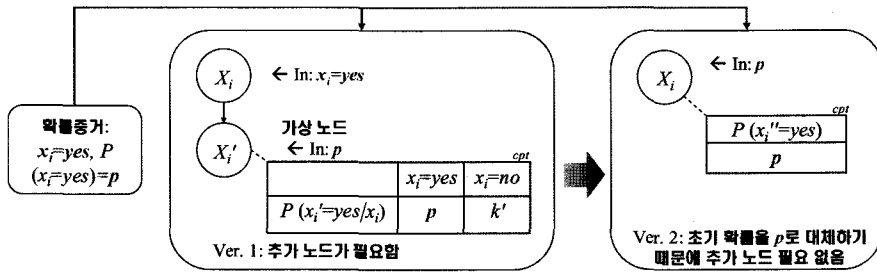 확률증거:
x_i=yes, P
(x_i=yes)=p
X_i
← In: x_i=yes
X_i'
가상 노드
← In: p
cpt
x_i=yes x_i=no
P (x_i'=yes/x_i) p k'
Ver. 1: 추가 노드가 필요함
X_i
← In: p
cpt
P (x_i''=yes)
p
Ver. 2: 초기 확률을 p로 대체하기
때문에 추가 노드 필요 없음